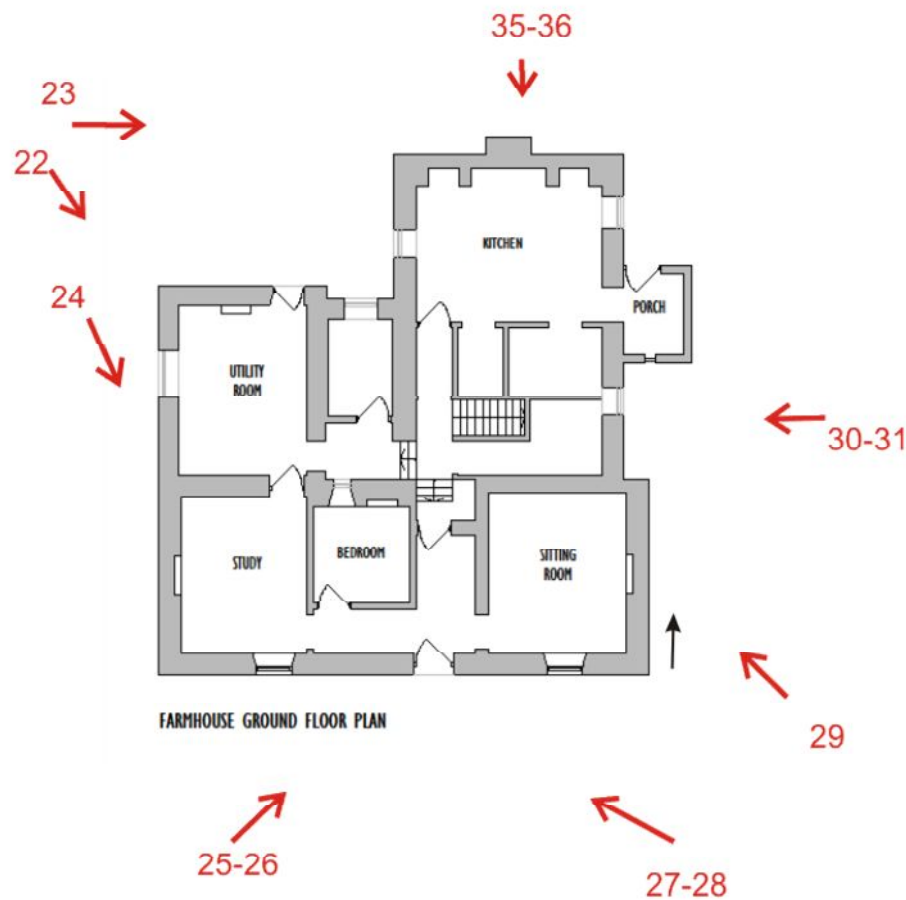 35-36
23
22
KITCHEN
24
PORCH
UTILITY
ROOM
30-31
STUDY
BEDROOM
SITTING
ROOM
FARMHOUSE GROUND FLOOR PLAN
29
25-26
27-28